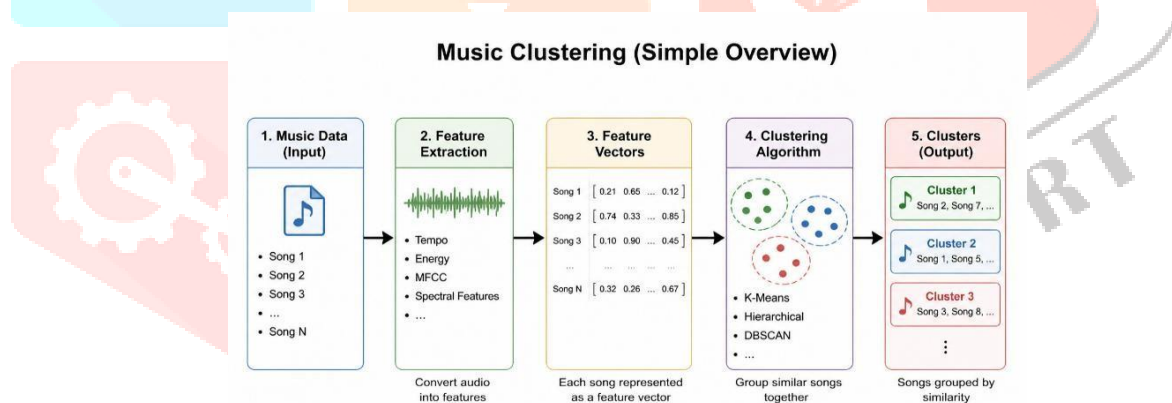 Music Clustering (Simple Overview)
1. Music Data
(Input)
• Song 1
• Song 2
• Song 3
• ...
• Song N
2. Feature
Extraction
• Tempo
• Energy
• MFCC
• Spectral Features
• ...
Convert audio
into features
3. Feature
Vectors
Song 1 [ 0.21 0.65 ... 0.12 ]
Song 2 [ 0.74 0.33 ... 0.85 ]
Song 3 [ 0.10 0.90 ... 0.45 ]
... ... ... ... ...
Song N [ 0.32 0.26 ... 0.67 ]
Each song represented
as a feature vector
4. Clustering
Algorithm
• K-Means
• Hierarchical
• DBSCAN
• ...
Group similar songs
together
5. Clusters
(Output)
Cluster 1
Song 2, Song 7, ...
Cluster 2
Song 1, Song 5, ...
Cluster 3
Song 3, Song 8, ...
⋮
Songs grouped by
similarity
RT